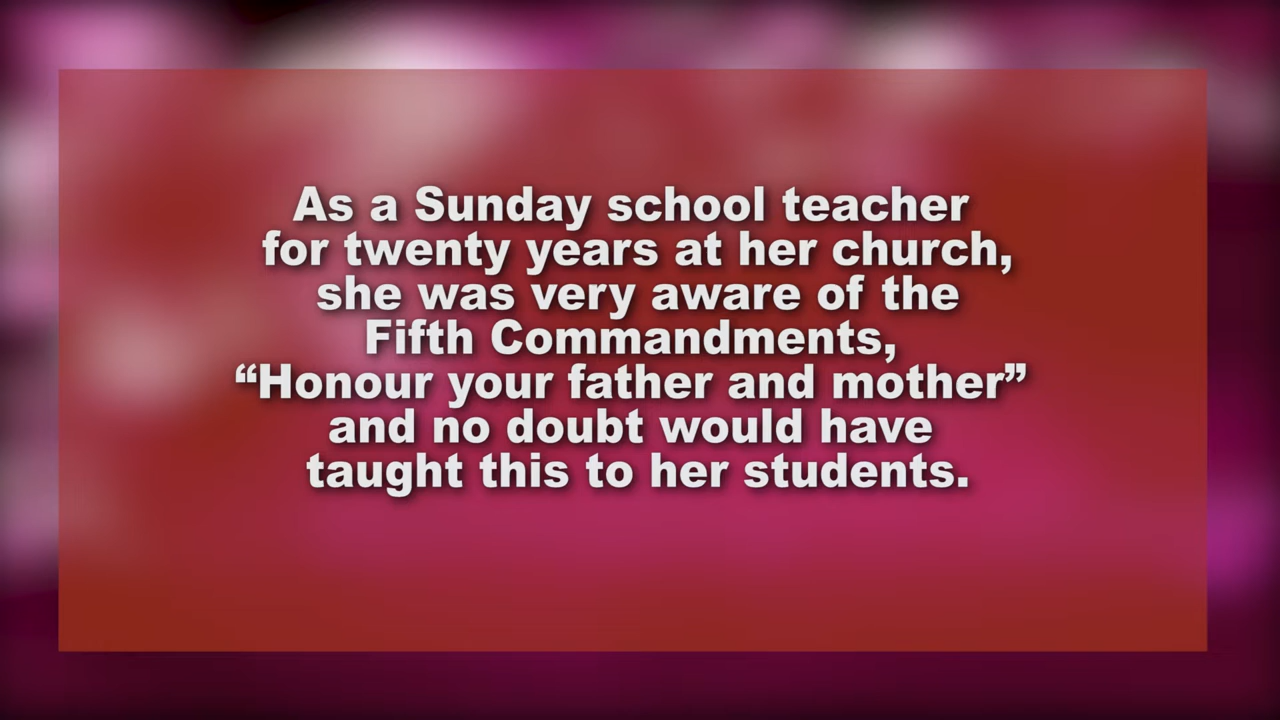 As a Sunday school teacher
for twenty years at her church,
she was very aware of the
Fifth Commandments,
“Honour your father and mother”
and no doubt would have
taught this to her students.